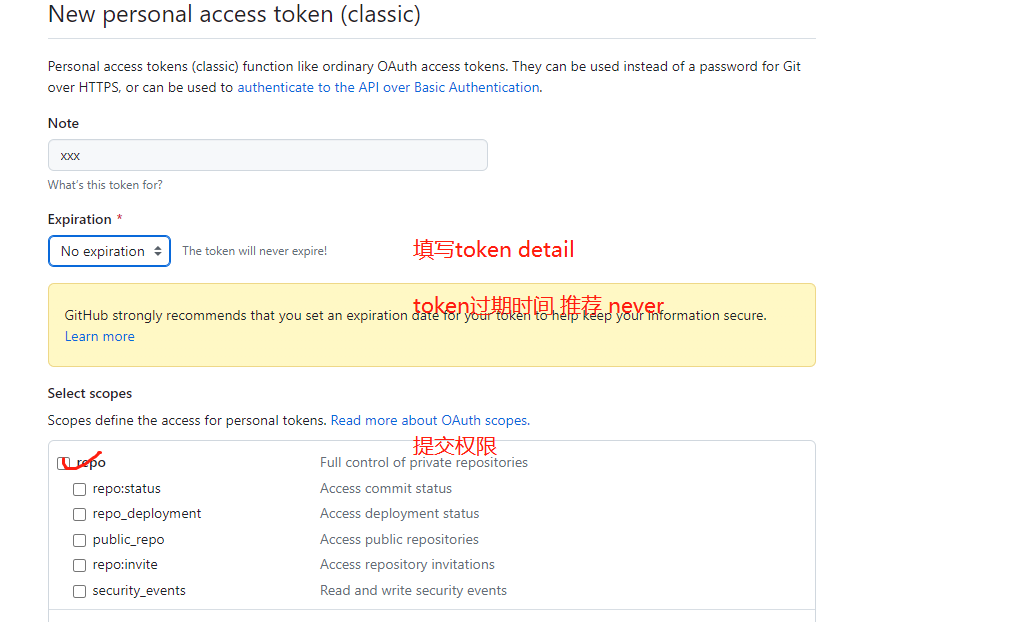 New personal access token (classic)
Personal access tokens (classic) function like ordinary OAuth access tokens. They can be used instead of a password for Git
over HTTPS, or can be used to authenticate to the API over Basic Authentication.
Note
xxx
What's this token for?
Expiration *
No expiration The token will never expire!
填写token detail
token过期时间 推荐 never
GitHub strongly recommends that you set an expiration date for your token to help keep your information secure.
Learn more
Select scopes
Scopes define the access for personal tokens. Read more about OAuth scopes.
提交权限
repo Full control of private repositories
repo:status Access commit status
repo_deployment Access deployment status
public_repo Access public repositories
repo:invite Access repository invitations
security_events Read and write security events